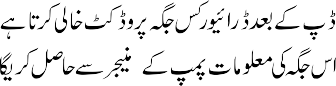 ڈپ کے بعد ڈرائیور کس جگہ پروڈکٹ خالی کرتا ہے
اس جگہ کی معلومات پمپ کے منیجر سے حاصل کریگا